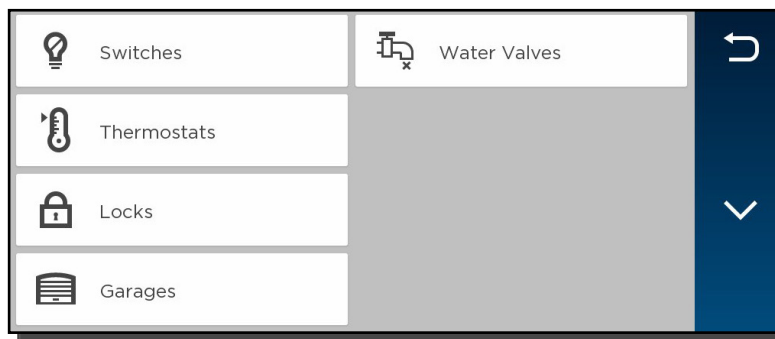 Switches
Water Valves
Thermostats
Locks
Garages